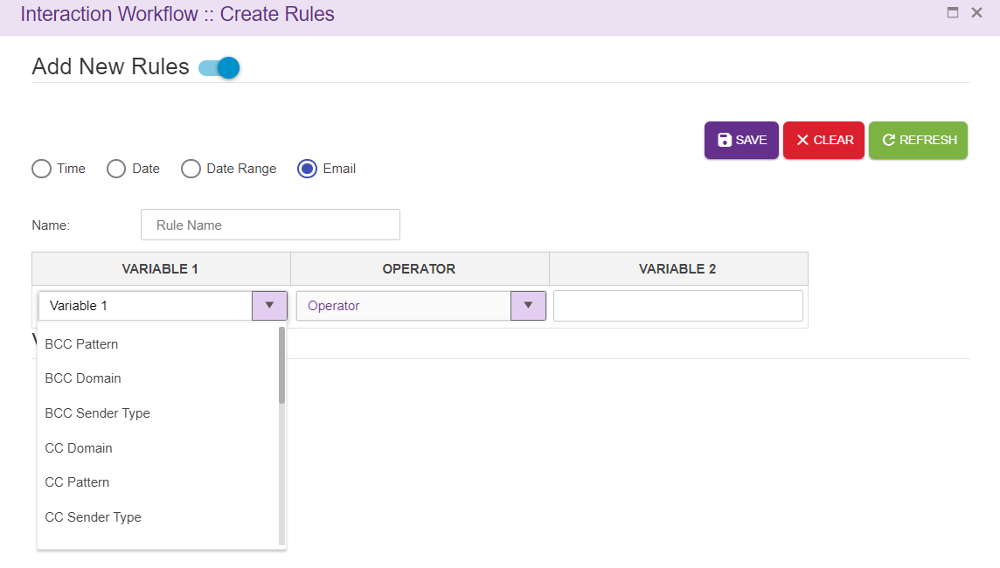 Interaction Workflow :: Create Rules
Add New Rules
SAVE CLEAR REFRESH
Time Date Date Range Email
Name: Rule Name
VARIABLE 1 OPERATOR VARIABLE 2
Variable 1 Operator
BCC Pattern
BCC Domain
BCC Sender Type
CC Domain
CC Pattern
CC Sender Type